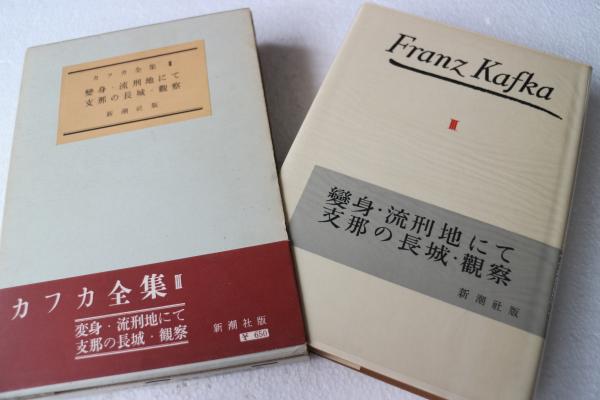 カフカ全集 Ⅲ
變身・流刑地にて
支那の長城・觀察
新潮社版
カフカ全集 Ⅲ
変身・流刑地にて
支那の長城・観察
新潮社版
¥ 650
Franz Kafka
Ⅲ
變身・流刑地にて
支那の長城・觀察
新潮社版